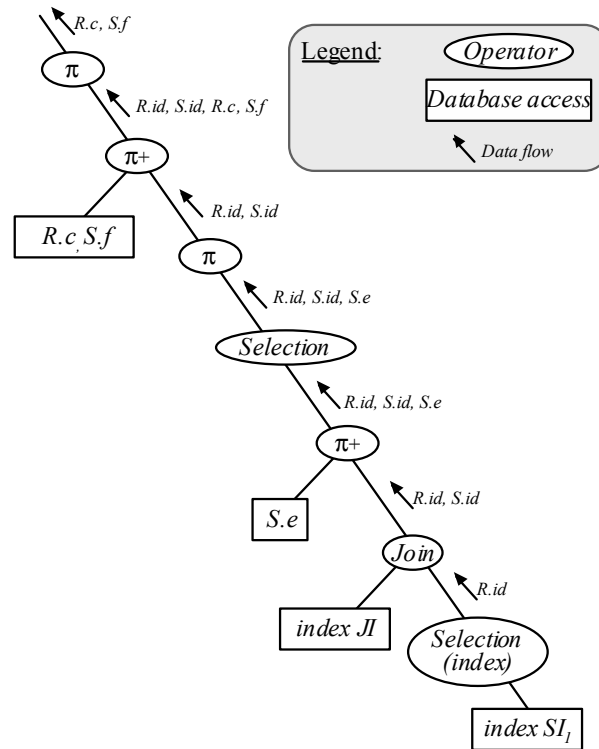 R.c, S.f
Legend:
Operator
π
R.id, S.id, R.c, S.f
Database access
Data flow
π+
R.id, S.id
R.c, S.f
π
R.id, S.id, S.e
Selection
R.id, S.id, S.e
π+
R.id, S.id
S.e
Join
R.id
index JI
Selection
(index)
index SI₁